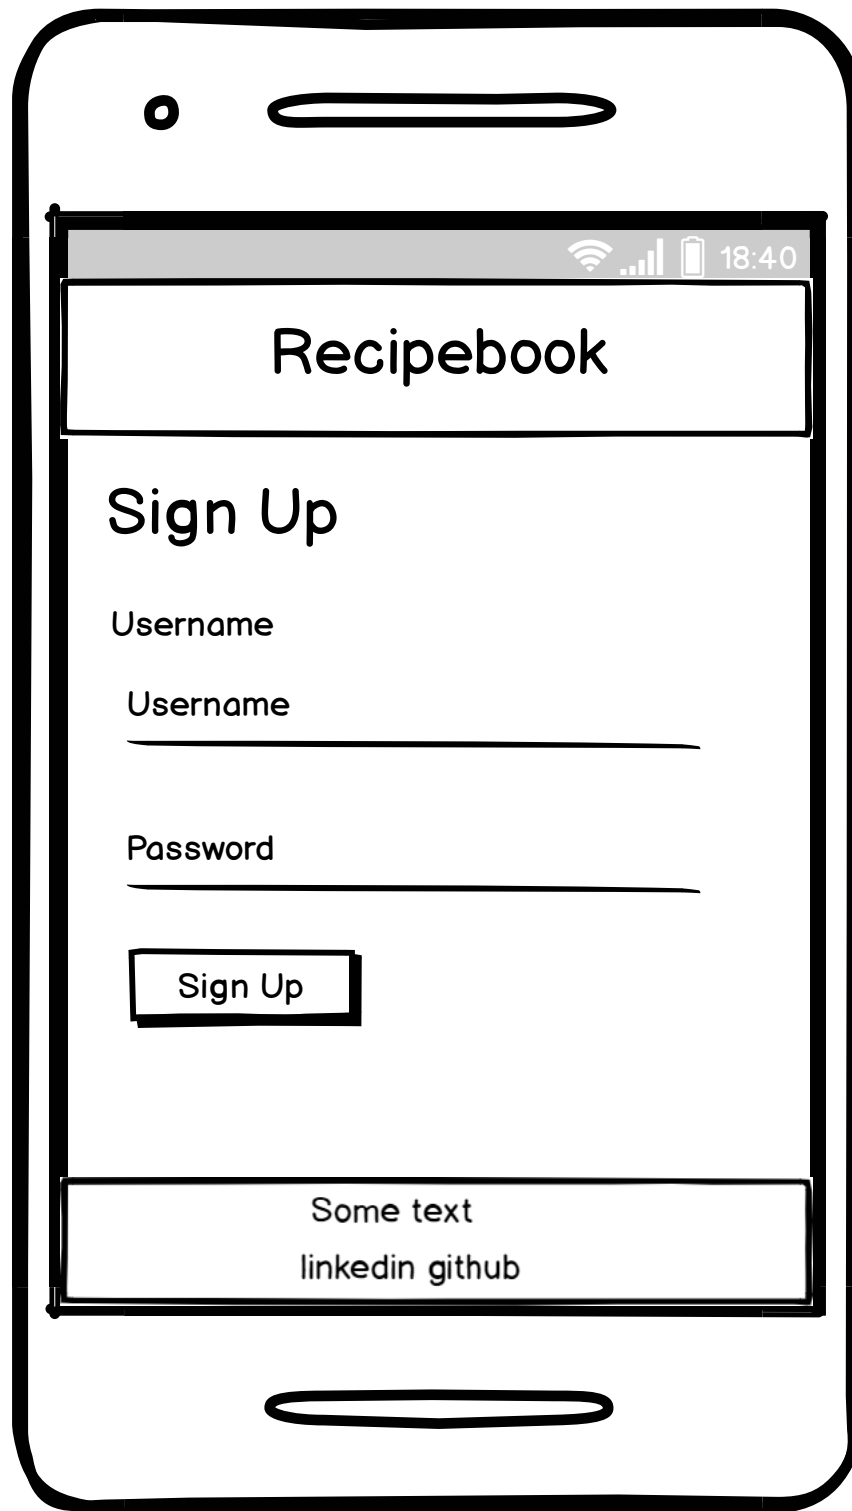 18:40
Recipebook
Sign Up
Username
Username
Password
Sign Up
Some text
linkedin github